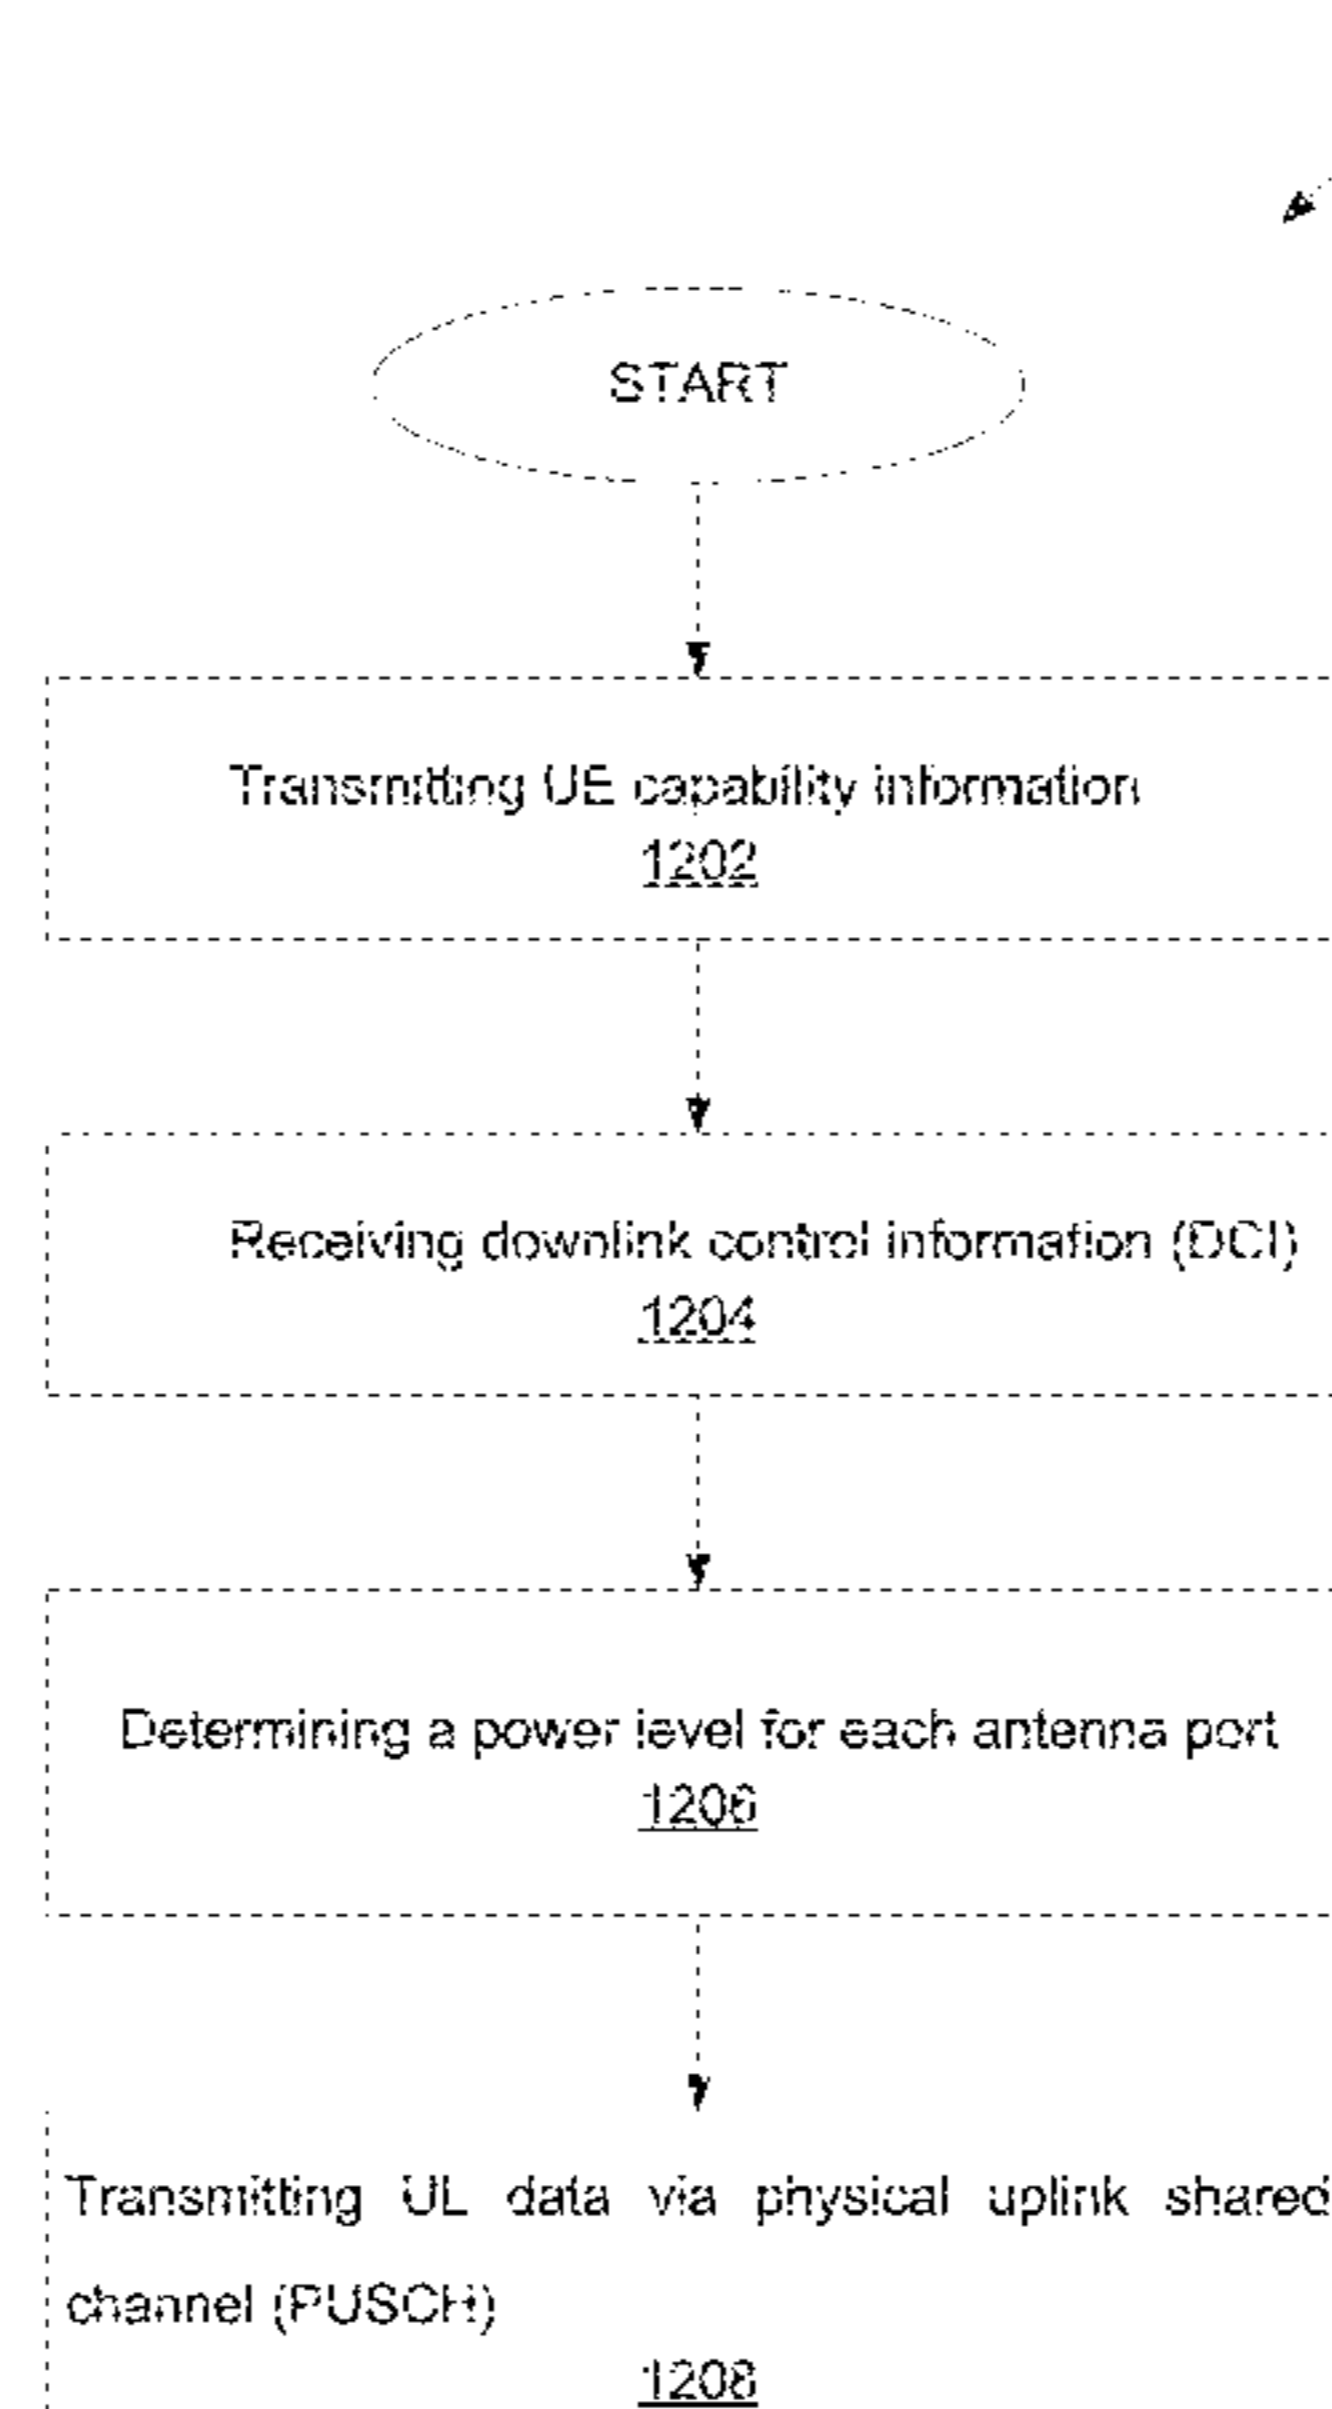 START
Transmitting UE capability information
1202
Receiving downlink control information (DCI)
1204
Determining a power level for each antenna port
1206
Transmitting UL data via physical uplink shared
channel (PUSCH)
1208